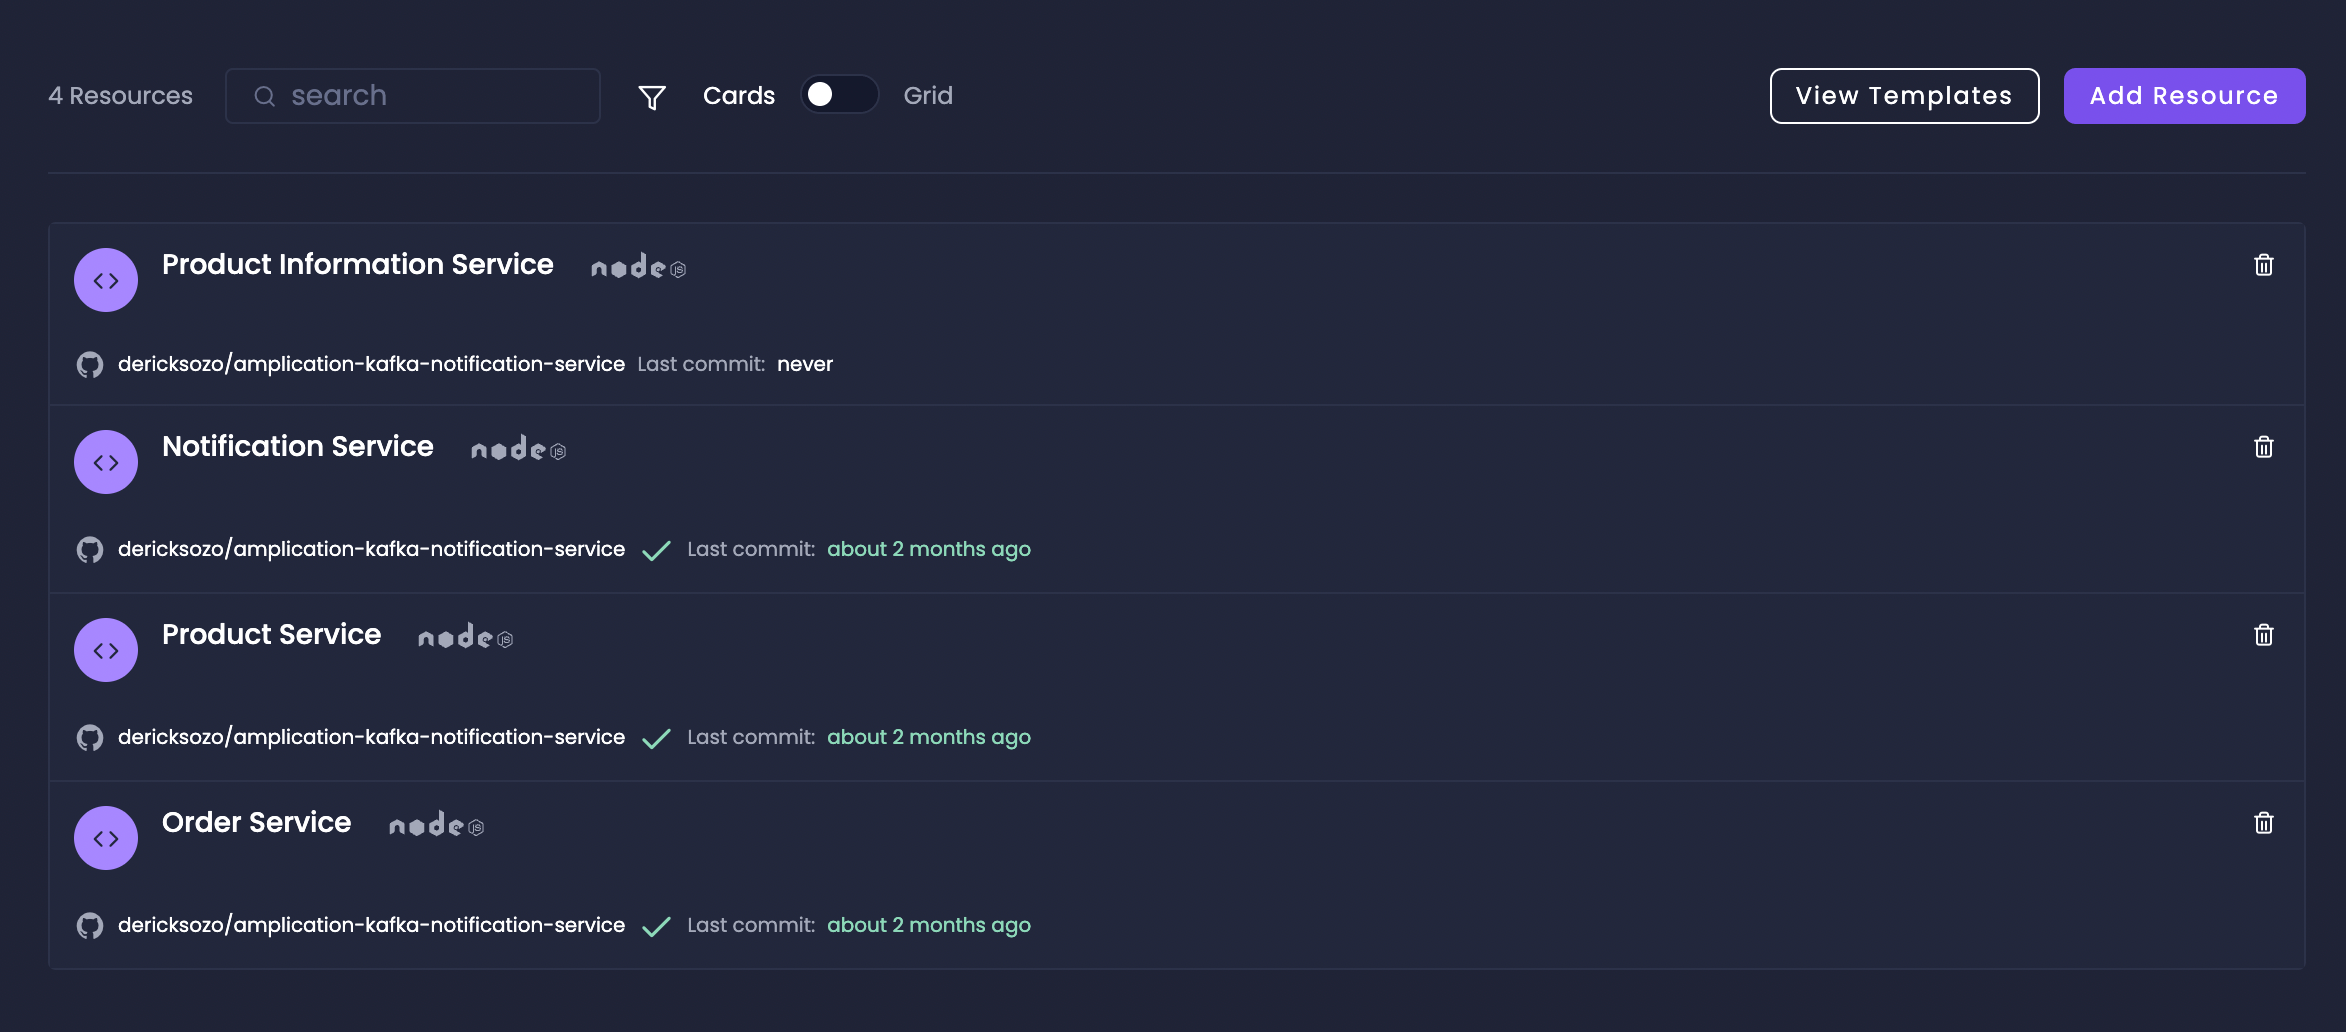 4 Resources search Cards Grid View Templates Add Resource
Product Information Service node JS
dericksozo/amplication-kafka-notification-service Last commit: never
Notification Service node JS
dericksozo/amplication-kafka-notification-service Last commit: about 2 months ago
Product Service node JS
dericksozo/amplication-kafka-notification-service Last commit: about 2 months ago
Order Service node JS
dericksozo/amplication-kafka-notification-service Last commit: about 2 months ago